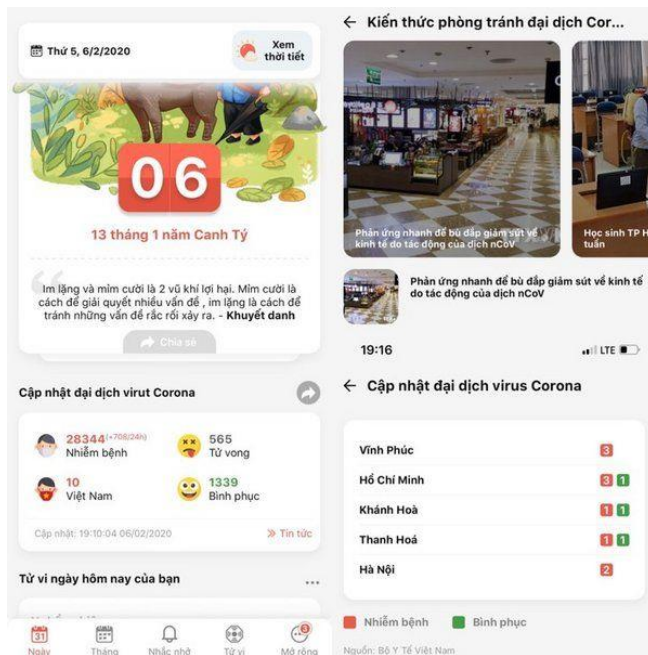 Thứ 5, 6/2/2020
Xem
thời tiết
06
13 tháng 1 năm Canh Tý
Im lặng và mỉm cười là 2 vũ khí lợi hại. Mỉm cười là
cách để giải quyết nhiều vấn đề , im lặng là cách để
tránh những vấn đề rắc rối xảy ra. - Khuyết danh
Chia sẻ
Cập nhật đại dịch virut Corona
28344(+708/24h)
Nhiễm bệnh
565
Tử vong
10
Việt Nam
1339
Bình phục
Cập nhật: 19:10:04 06/02/2020
Tin tức
Tử vi ngày hôm nay của bạn
...
31
Ngày
Tháng
Nhắc nhở
Tử vi
3
Mở rộng
← Kiến thức phòng tránh đại dịch Cor...
Phản ứng nhanh để bù đắp giảm sút về
kinh tế do tác động của dịch nCoV
Học sinh TP H
tuần
Phản ứng nhanh để bù đắp giảm sút về kinh tế
do tác động của dịch nCoV
19:16
LTE
← Cập nhật đại dịch virus Corona
Vĩnh Phúc 3
Hồ Chí Minh 3 1
Khánh Hoà 1 1
Thanh Hoá 1 1
Hà Nội 2
Nhiễm bệnh Bình phục
Nguồn: Bộ Y Tế Việt Nam